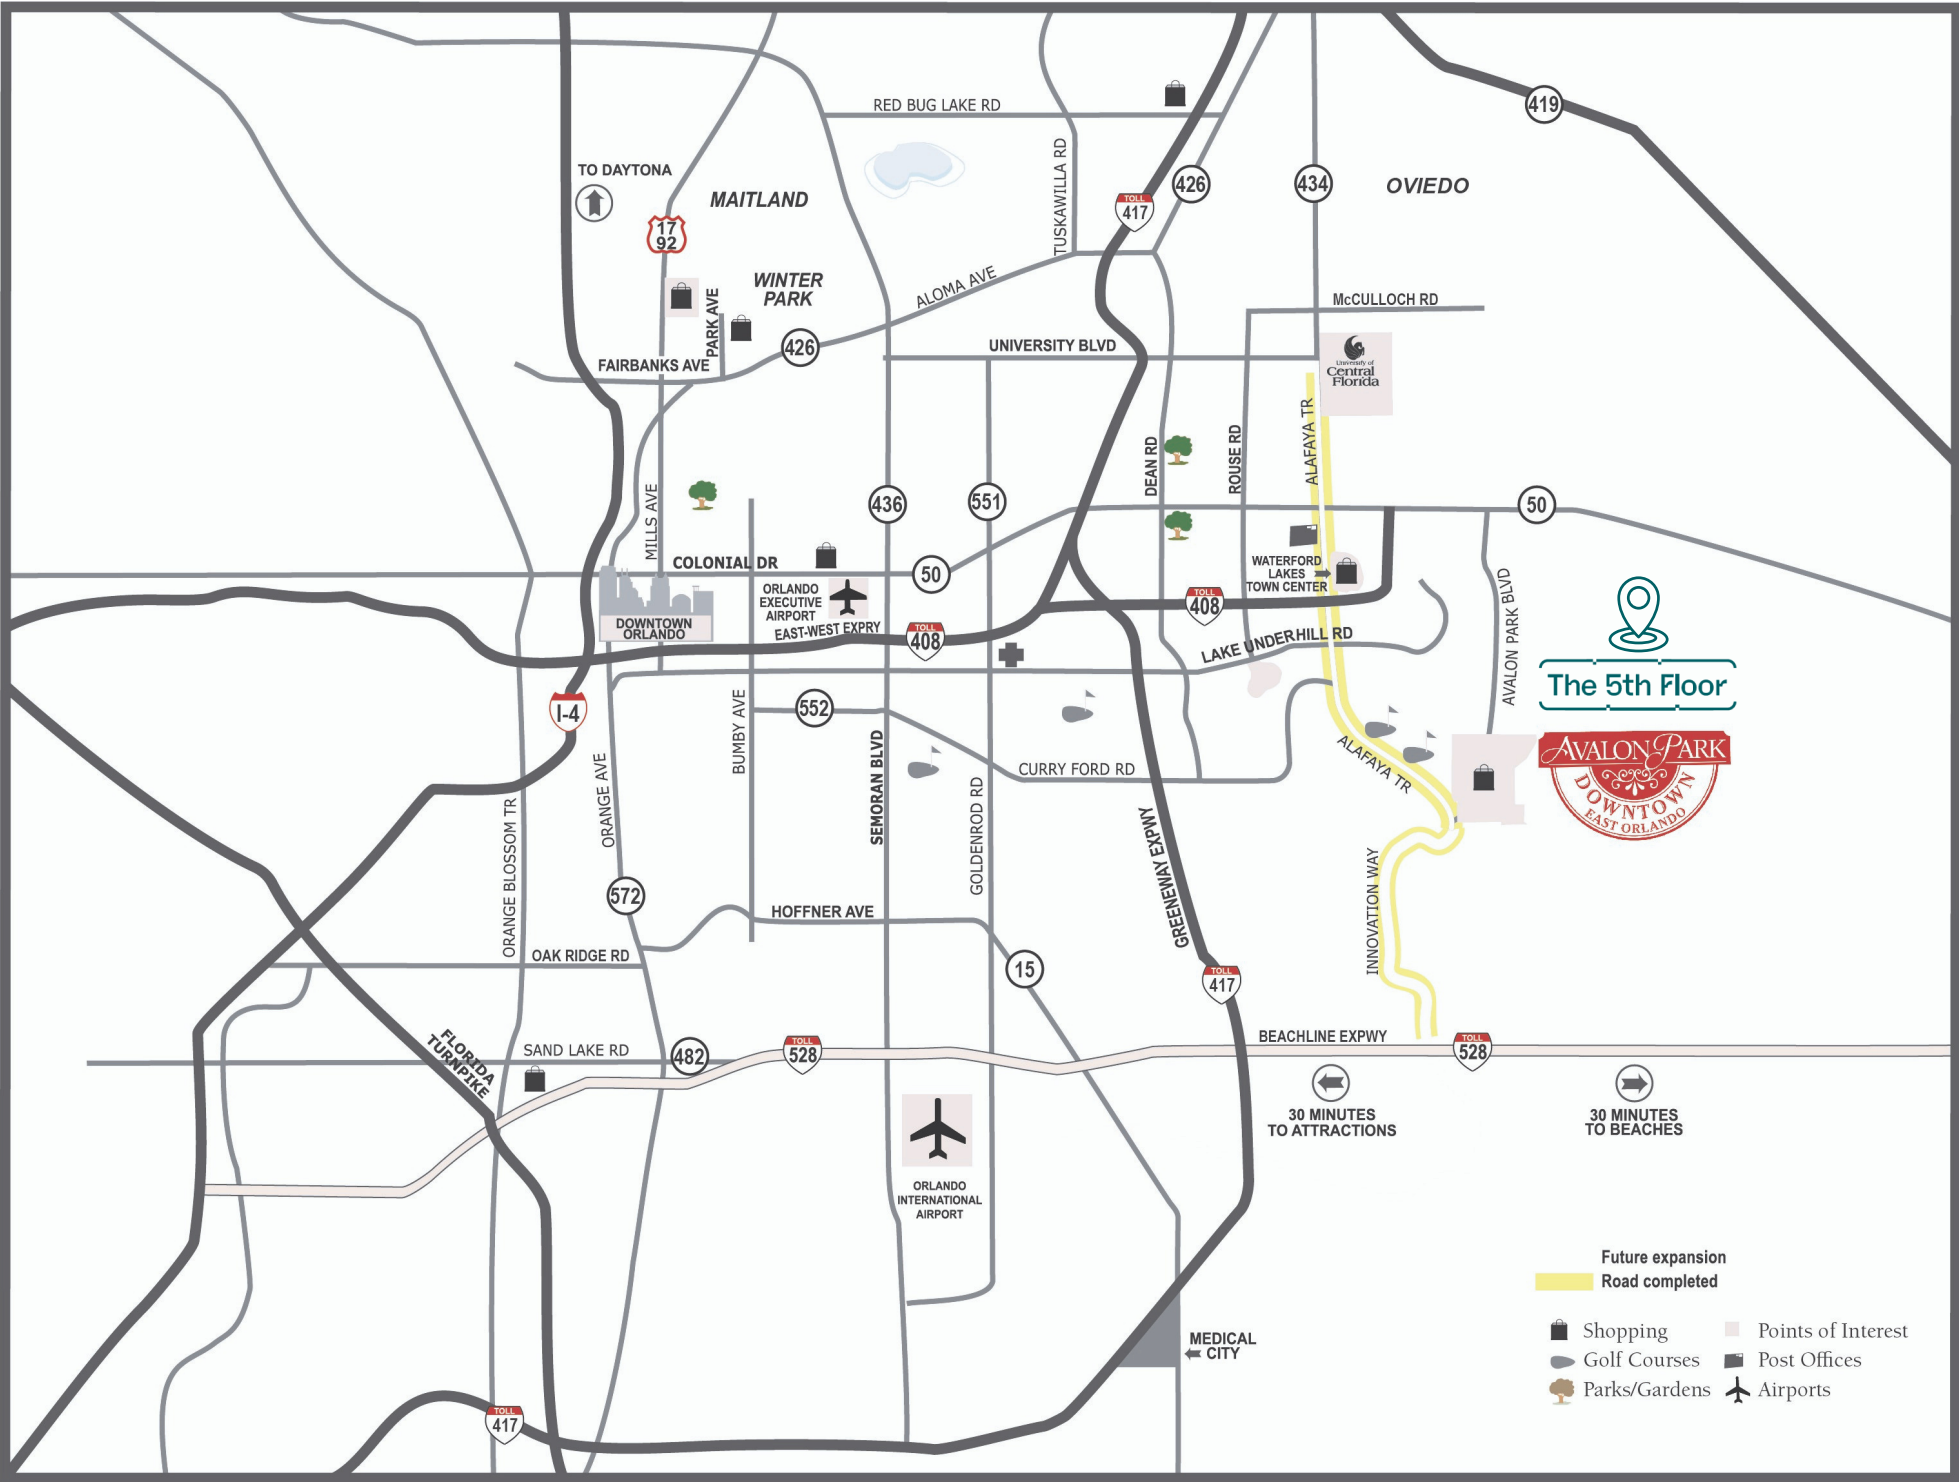 RED BUG LAKE RD
419
TO DAYTONA
MAITLAND
TUSKAWILLA RD
TOLL
417
426
434
OVIEDO
17
92
WINTER
PARK
PARK AVE
ALOMA AVE
McCULLOCH RD
426
UNIVERSITY BLVD
FAIRBANKS AVE
University of
Central
Florida
ALAFAYA TR
DEAN RD
ROUSE RD
MILLS AVE
436
551
50
COLONIAL DR
50
WATERFORD
LAKES
TOWN CENTER
ORLANDO
EXECUTIVE
AIRPORT
EAST-WEST EXPRY
TOLL
408
TOLL
408
DOWNTOWN
ORLANDO
LAKE UNDERHILL RD
AVALON PARK BLVD
The 5th Floor
I-4
552
BUMBY AVE
SEMORAN BLVD
CURRY FORD RD
ALAFAYA TR
AVALON PARK
DOWNTOWN
EAST ORLANDO
ORANGE AVE
ORANGE BLOSSOM TR
GOLDENROD RD
GREENEWAY EXPWY
INNOVATION WAY
572
HOFFNER AVE
OAK RIDGE RD
15
TOLL
417
FLORIDA
TURNPIKE
SAND LAKE RD
482
TOLL
528
BEACHLINE EXPWY
TOLL
528
30 MINUTES
TO ATTRACTIONS
30 MINUTES
TO BEACHES
ORLANDO
INTERNATIONAL
AIRPORT
Future expansion
Road completed
Shopping
Points of Interest
Golf Courses
Post Offices
Parks/Gardens
Airports
MEDICAL
CITY
TOLL
417